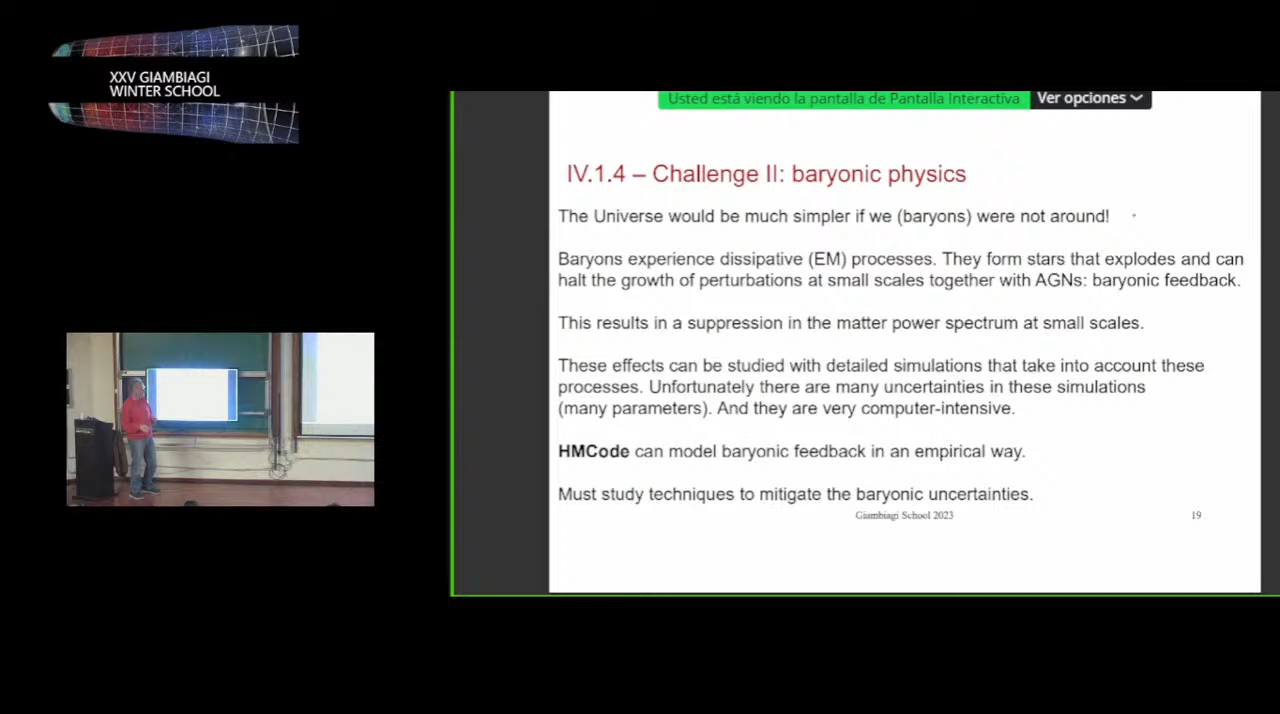 XXV GIAMBIAGI
WINTER SCHOOL
Usted está viendo la pantalla de Pantalla Interactiva
Ver opciones
IV.1.4 – Challenge II: baryonic physics
The Universe would be much simpler if we (baryons) were not around!
Baryons experience dissipative (EM) processes. They form stars that explodes and can
halt the growth of perturbations at small scales together with AGNs: baryonic feedback.
This results in a suppression in the matter power spectrum at small scales.
These effects can be studied with detailed simulations that take into account these
processes. Unfortunately there are many uncertainties in these simulations
(many parameters). And they are very computer-intensive.
HMCode can model baryonic feedback in an empirical way.
Must study techniques to mitigate the baryonic uncertainties.
Giambiagi School 2023
19